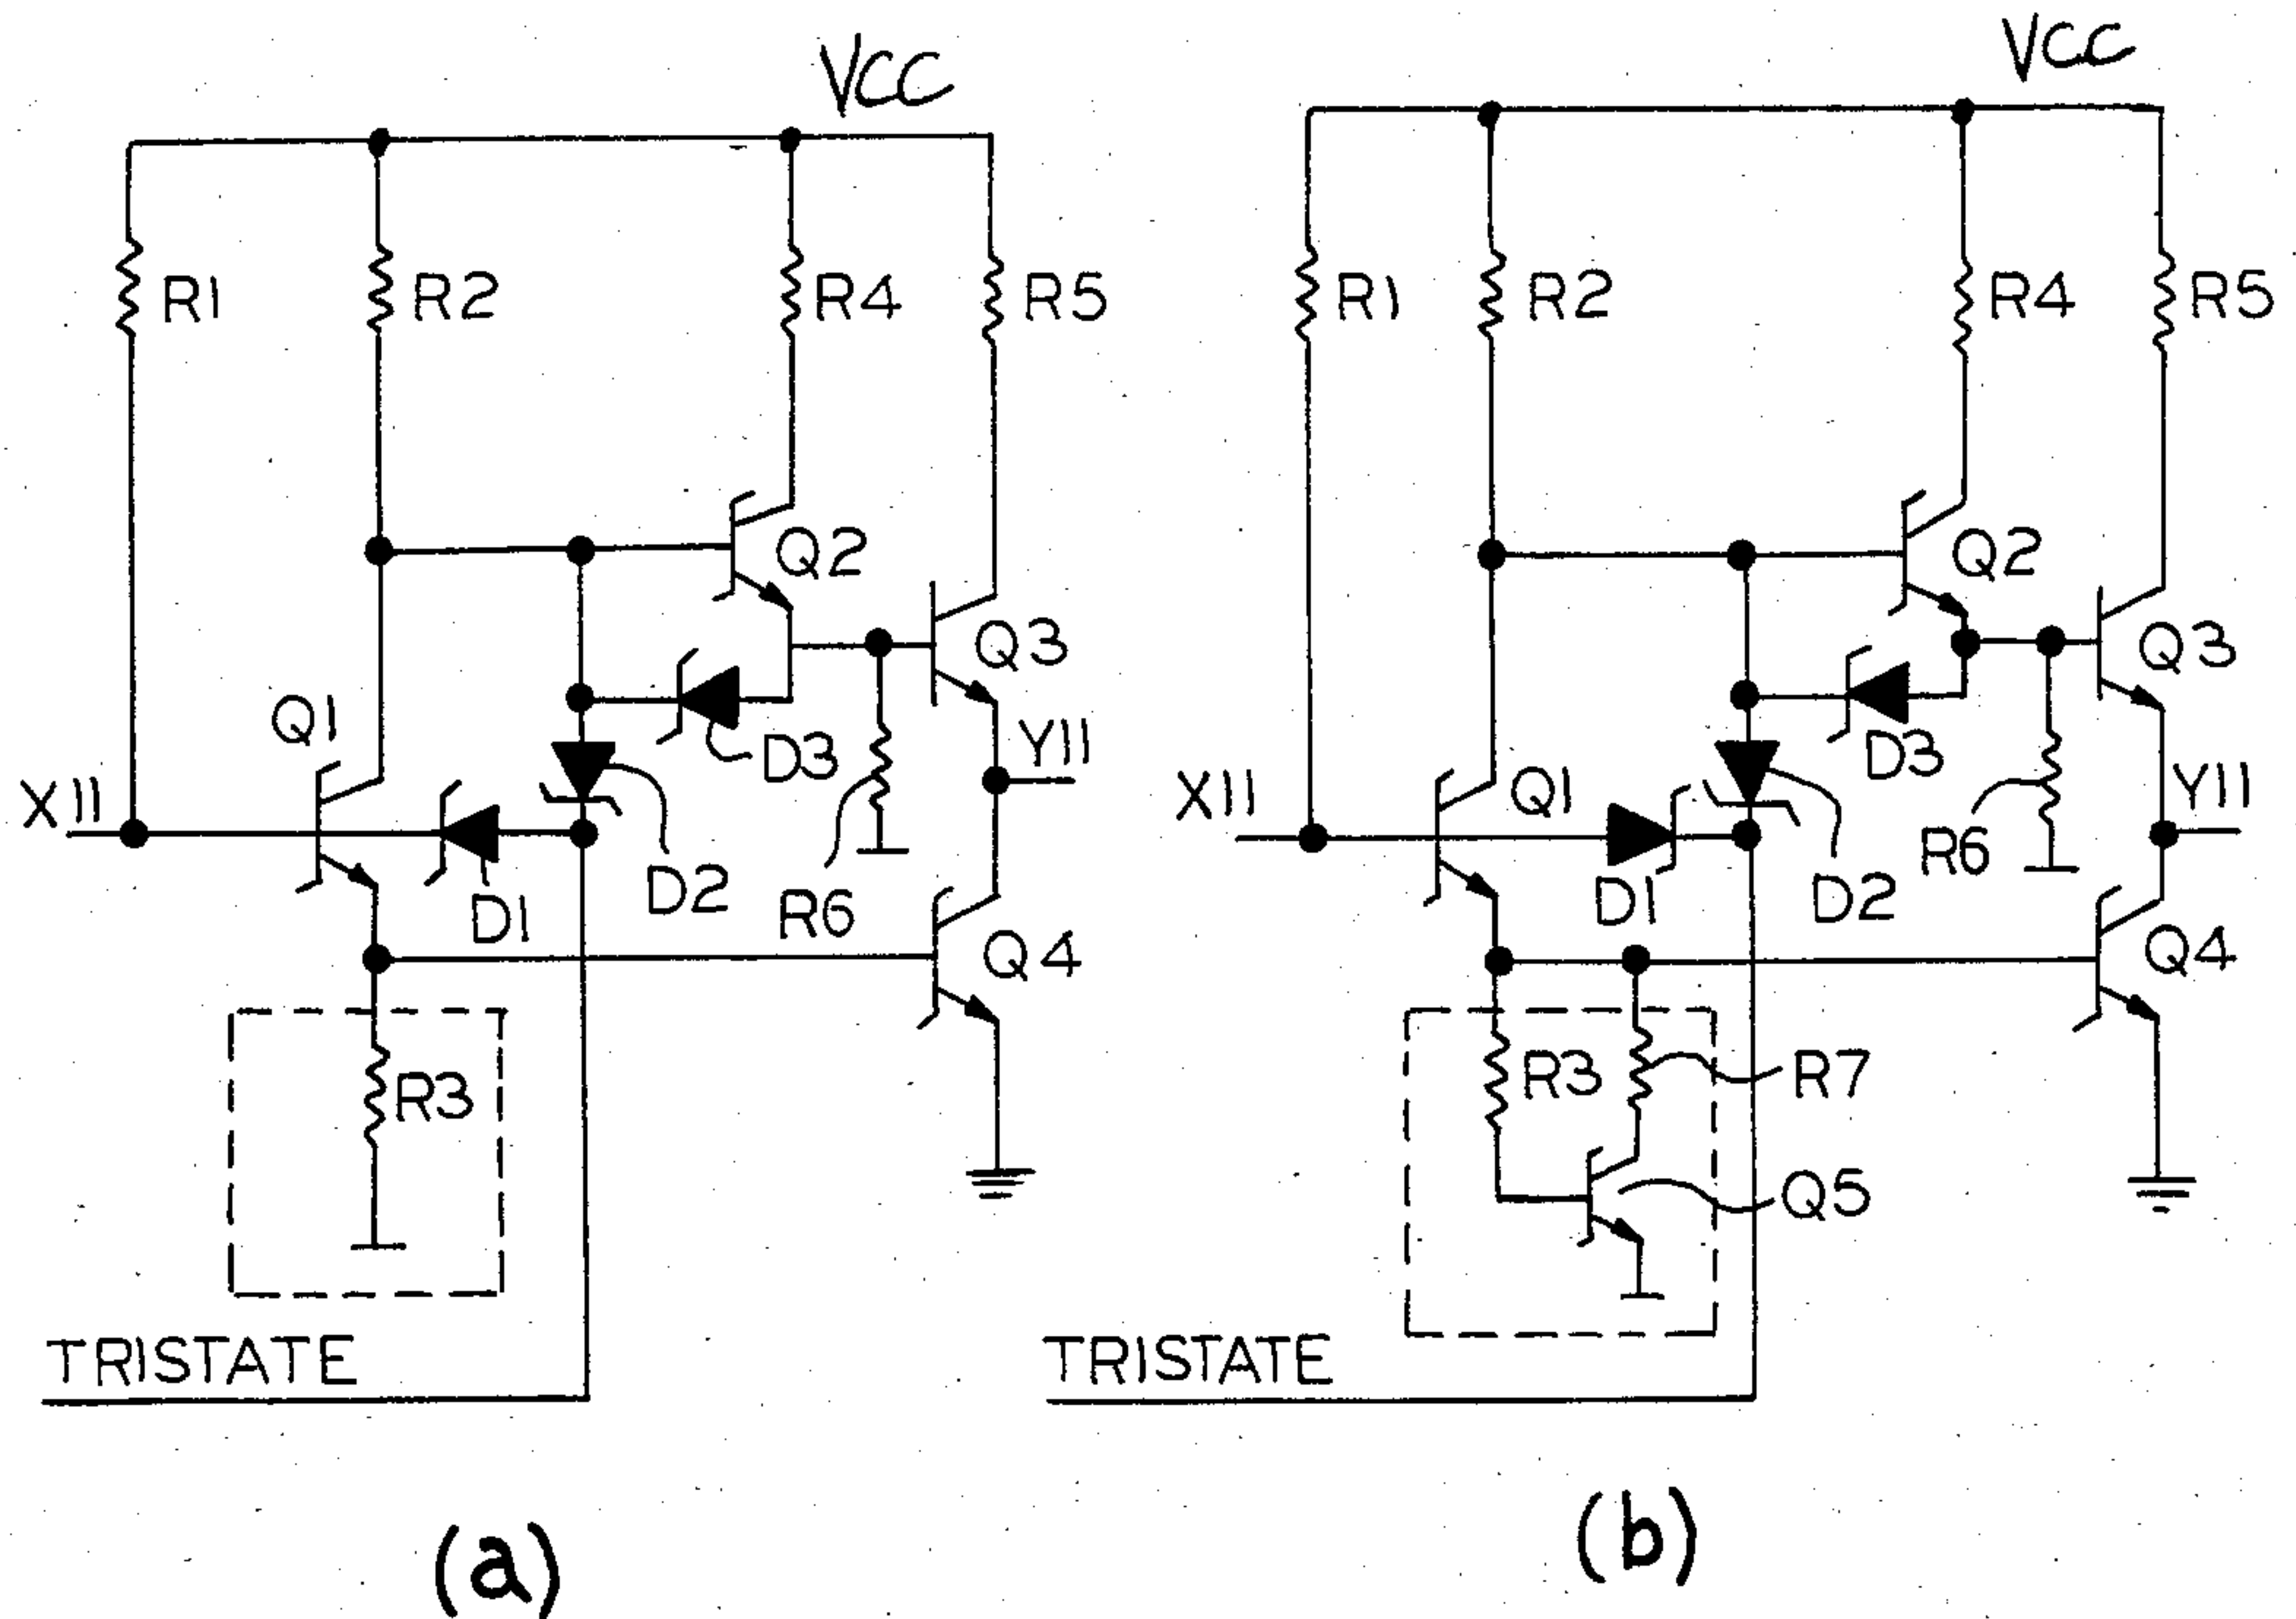 VCC
R1
R2
R4
R5
Q2
Q3
Q1
D3
Y11
X11
D2
D1
R6
Q4
R3
TRISTATE
(a)
VCC
R1
R2
R4
R5
Q2
Q3
D3
X11
Q1
Y11
R6
D1
D2
Q4
R3
R7
Q5
TRISTATE
(b)